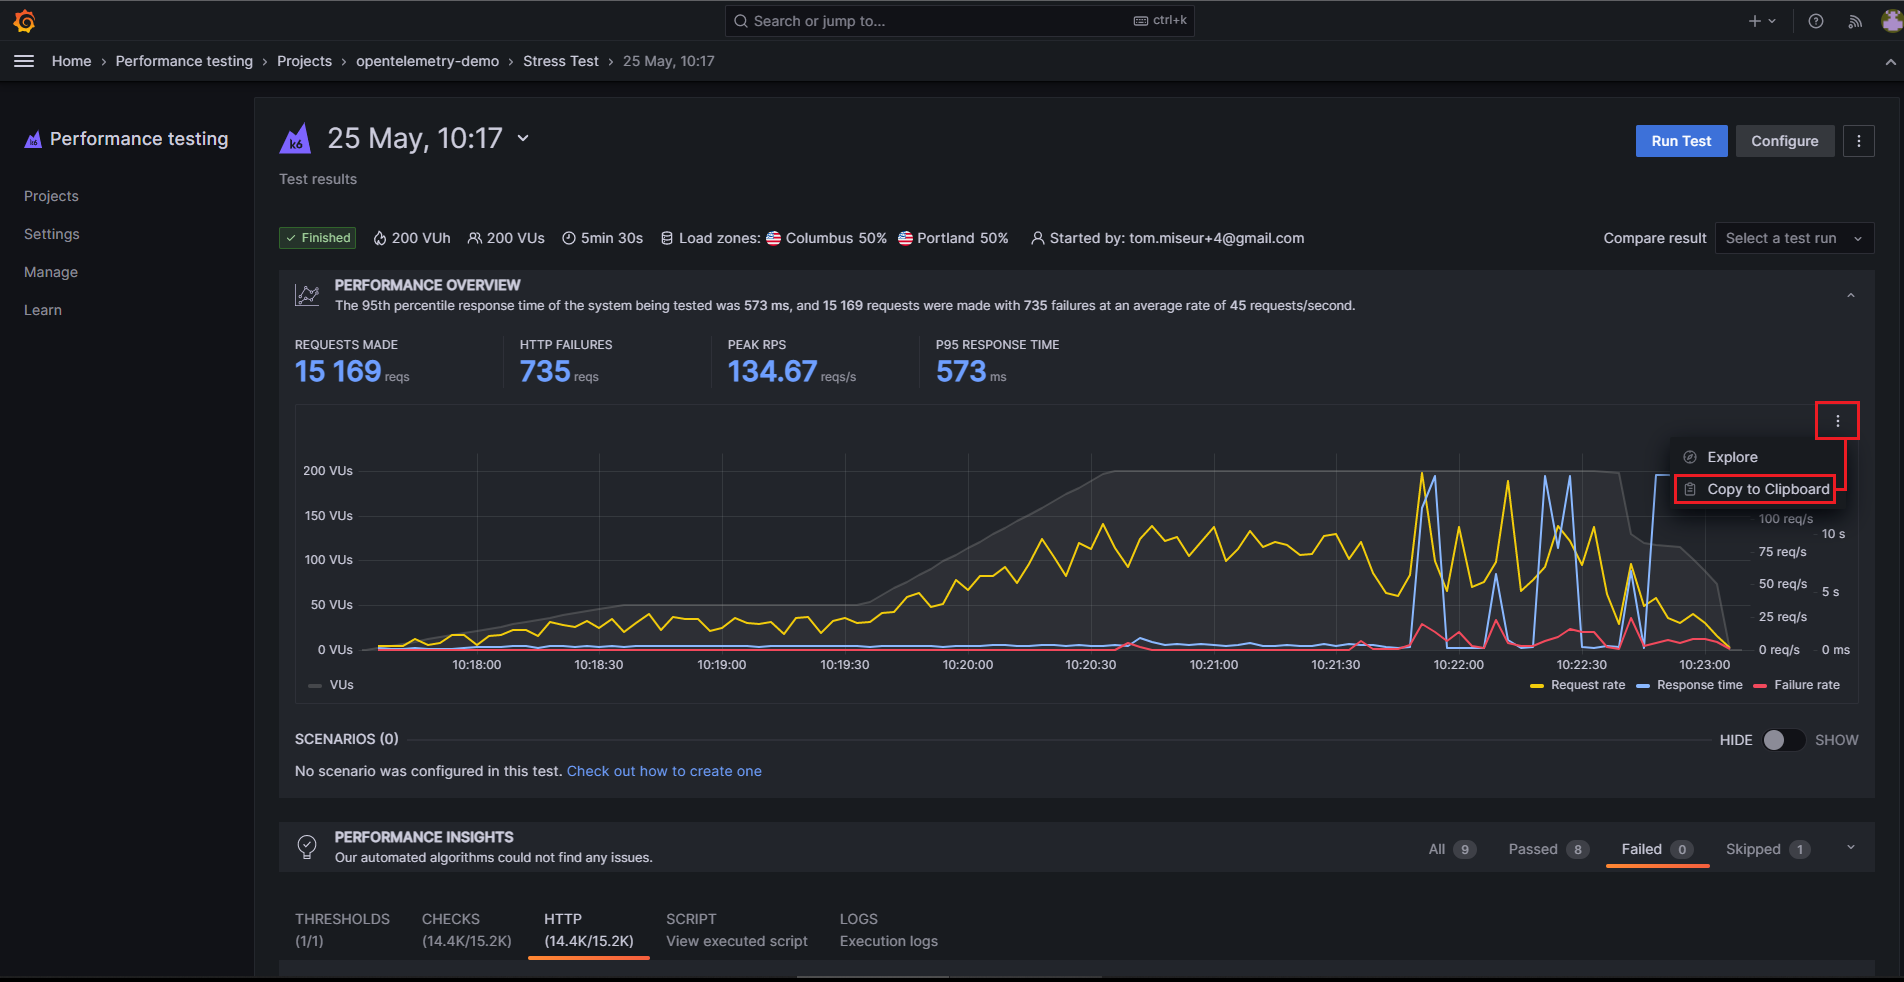 Search or jump to...
ctrl+k
Home › Performance testing › Projects › opentelemetry-demo › Stress Test › 25 May, 10:17
Performance testing
Projects
Settings
Manage
Learn
k6
25 May, 10:17
Test results
Run Test
Configure
Finished
200 VUh
200 VUs
5min 30s
Load zones: Columbus 50% Portland 50%
Started by: tom.miseur+4@gmail.com
Compare result
Select a test run
PERFORMANCE OVERVIEW
The 95th percentile response time of the system being tested was 573 ms, and 15 169 requests were made with 735 failures at an average rate of 45 requests/second.
REQUESTS MADE
15 169 reqs
HTTP FAILURES
735 reqs
PEAK RPS
134.67 reqs/s
P95 RESPONSE TIME
573 ms
Explore
Copy to Clipboard
200 VUs
150 VUs
100 VUs
50 VUs
0 VUs
100 req/s
75 req/s
50 req/s
25 req/s
0 req/s
10 s
5 s
0 ms
10:18:00
10:18:30
10:19:00
10:19:30
10:20:00
10:20:30
10:21:00
10:21:30
10:22:00
10:22:30
10:23:00
VUs
Request rate
Response time
Failure rate
SCENARIOS (0)
HIDE
SHOW
No scenario was configured in this test. Check out how to create one
PERFORMANCE INSIGHTS
Our automated algorithms could not find any issues.
All 9
Passed 8
Failed 0
Skipped 1
THRESHOLDS
(1/1)
CHECKS
(14.4K/15.2K)
HTTP
(14.4K/15.2K)
SCRIPT
View executed script
LOGS
Execution logs